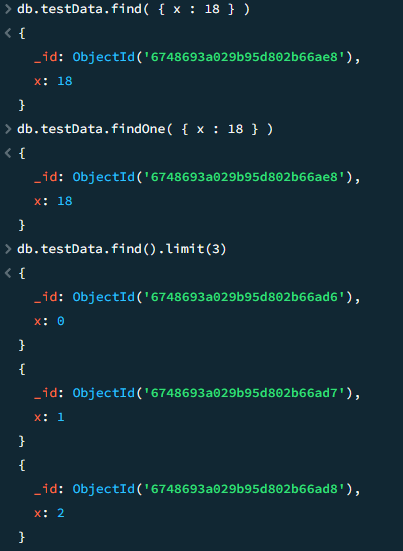 > db.testData.find( { x : 18 } )
< {
_id: ObjectId('6748693a029b95d802b66ae8'),
x: 18
}
> db.testData.findOne( { x : 18 } )
< {
_id: ObjectId('6748693a029b95d802b66ae8'),
x: 18
}
> db.testData.find().limit(3)
< {
_id: ObjectId('6748693a029b95d802b66ad6'),
x: 0
}
{
_id: ObjectId('6748693a029b95d802b66ad7'),
x: 1
}
{
_id: ObjectId('6748693a029b95d802b66ad8'),
x: 2
}